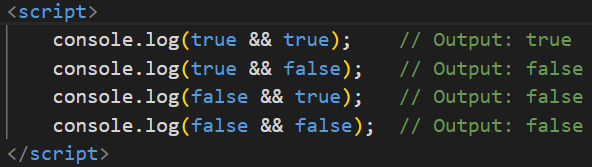 <script>
console.log(true && true);    // Output: true
console.log(true && false);   // Output: false
console.log(false && true);   // Output: false
console.log(false && false);  // Output: false
</script>